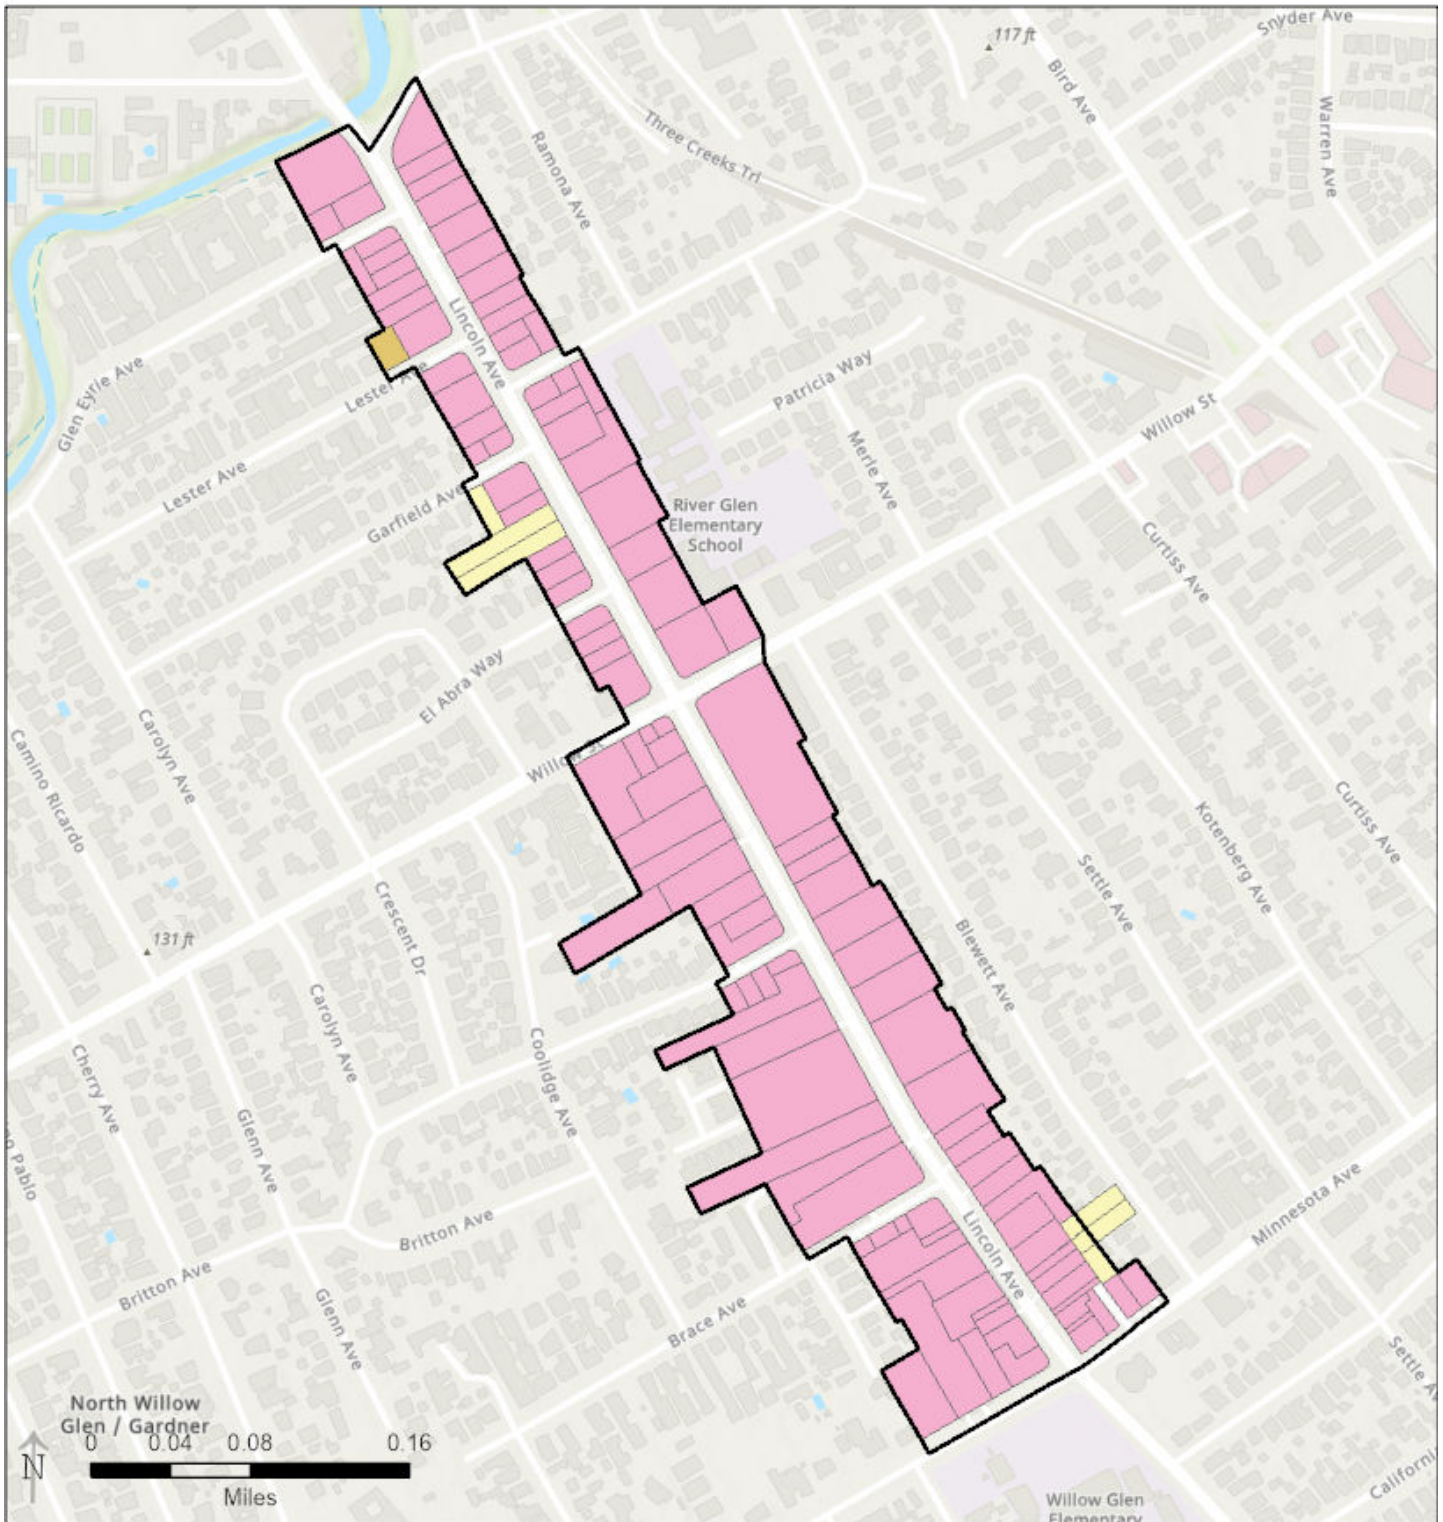 Snyder Ave
117 ft
Bird Ave
Warren Ave
Three Creeks Trl
Ramona Ave
Lincoln Ave
Glen Eyrie Ave
Lester Ave
Patricia Way
Willow St
Merle Ave
Lester Ave
Garfield Ave
River Glen
Elementary
School
Curtiss Ave
El Abra Way
Carolyn Ave
Camino Ricardo
Willow St
Curtiss Ave
Kotenberg Ave
Settle Ave
Crescent Dr
131 ft
Blewett Ave
Carolyn Ave
Coolidge Ave
Cherry Ave
Glenn Ave
Pablo
Minnesota Ave
Britton Ave
Lincoln Ave
Britton Ave
Glenn Ave
Brace Ave
Settle
North Willow
Glen / Gardner
0 0.04 0.08 0.16
N
Miles
Willow Glen
Elementary